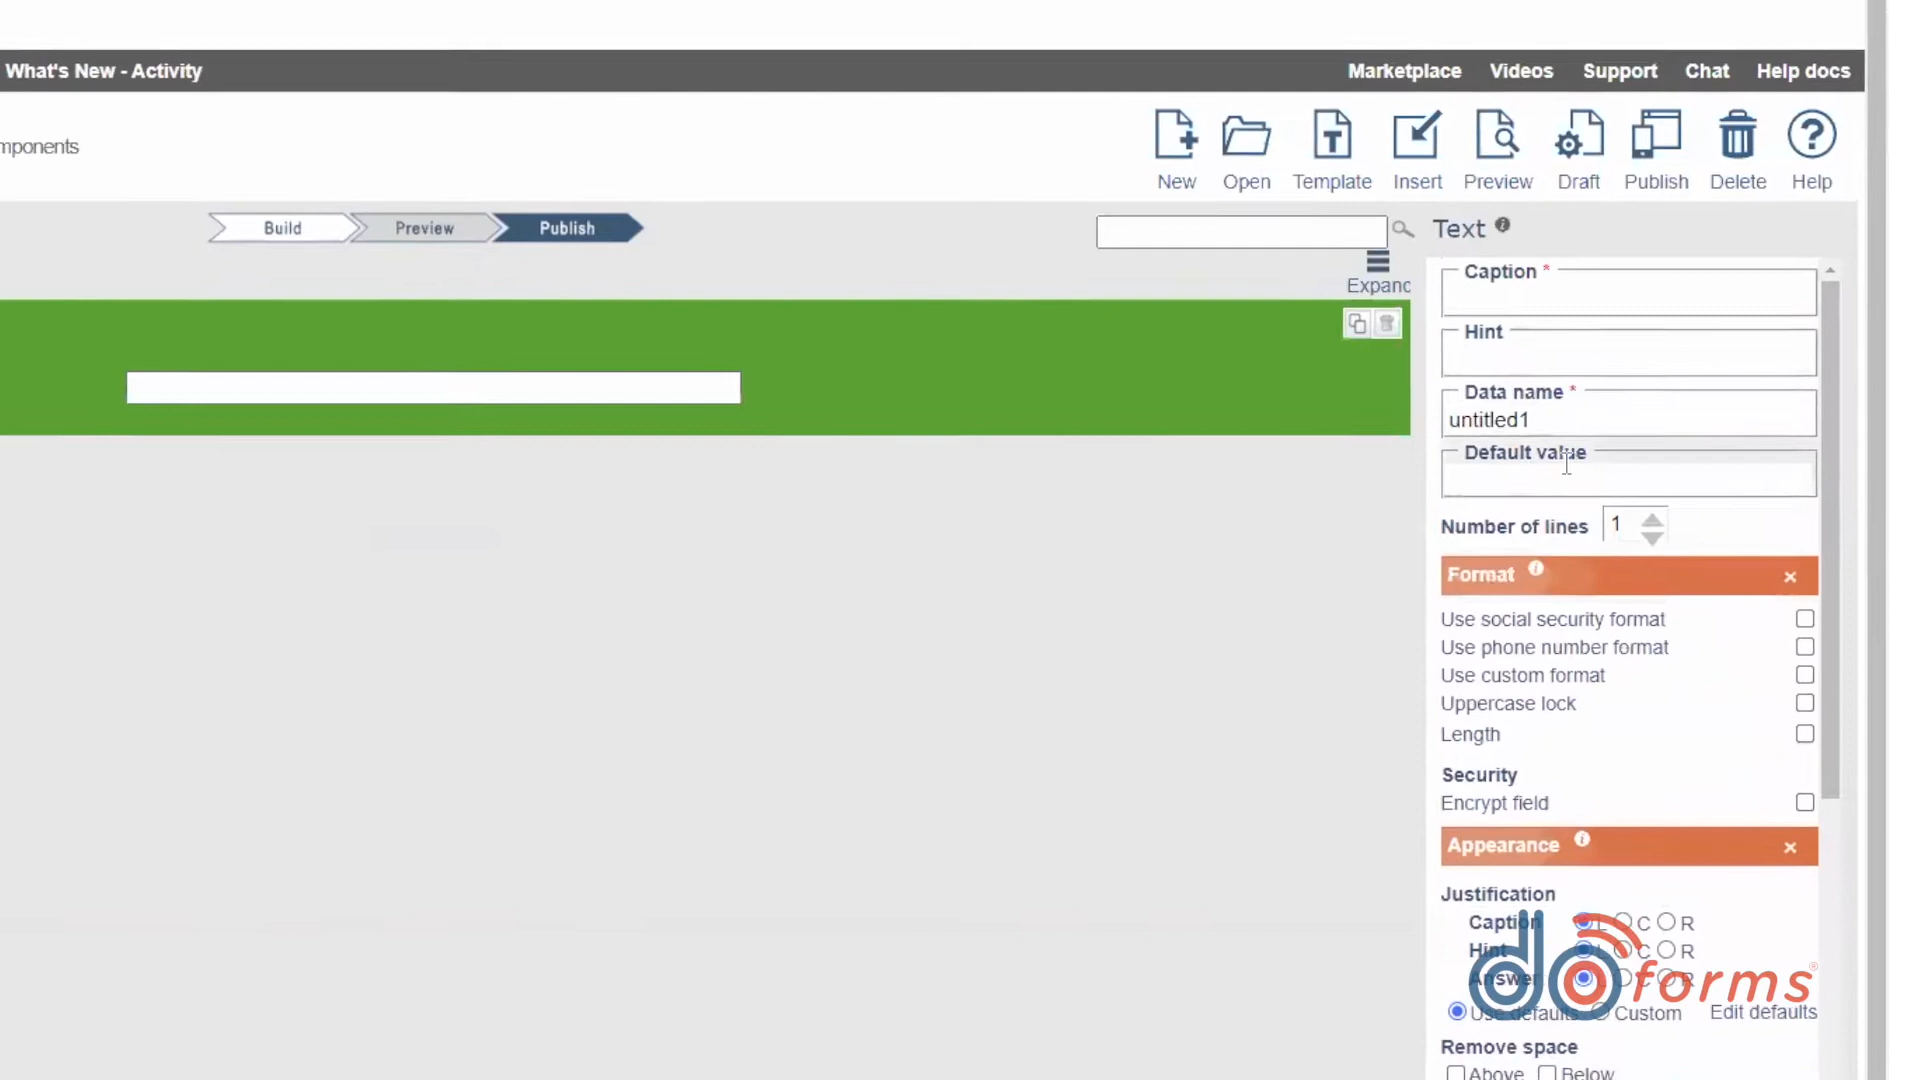 What's New - Activity
Marketplace Videos Support Chat Help docs
mponents
New Open Template Insert Preview Draft Publish Delete Help
Build Preview Publish
Text
Expand
Caption *
Hint
Data name *
untitled1
Default value
Number of lines 1
Format
Use social security format
Use phone number format
Use custom format
Uppercase lock
Length
Security
Encrypt field
Appearance
Justification
Caption L C R
Hint L C R
Answer L C R
doforms®
Use defaults Custom Edit defaults
Remove space
Above Below